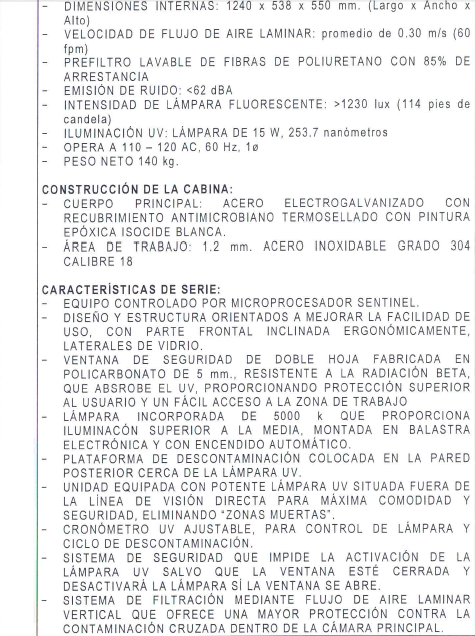 - DIMENSIONES INTERNAS: 1240 x 538 x 550 mm. (Largo x Ancho x
Alto)
- VELOCIDAD DE FLUJO DE AIRE LAMINAR: promedio de 0.30 m/s (60
fpm)
- PREFILTRO LAVABLE DE FIBRAS DE POLIURETANO CON 85% DE
ARRESTANCIA
- EMISIÓN DE RUIDO: <62 dBA
- INTENSIDAD DE LÁMPARA FLUORESCENTE: >1230 lux (114 pies de
candela)
- ILUMINACIÓN UV: LÁMPARA DE 15 W, 253.7 nanómetros
- OPERA A 110 – 120 AC, 60 Hz, 1ø
- PESO NETO 140 kg.
CONSTRUCCIÓN DE LA CABINA:
- CUERPO PRINCIPAL: ACERO ELECTROGALVANIZADO CON
RECUBRIMIENTO ANTIMICROBIANO TERMOSELLADO CON PINTURA
EPÓXICA ISOCIDE BLANCA.
- ÁREA DE TRABAJO: 1.2 mm. ACERO INOXIDABLE GRADO 304
CALIBRE 18
CARACTERÍSTICAS DE SERIE:
- EQUIPO CONTROLADO POR MICROPROCESADOR SENTINEL.
- DISEÑO Y ESTRUCTURA ORIENTADOS A MEJORAR LA FACILIDAD DE
USO, CON PARTE FRONTAL INCLINADA ERGONÓMICAMENTE,
LATERALES DE VIDRIO.
- VENTANA DE SEGURIDAD DE DOBLE HOJA FABRICADA EN
POLICARBONATO DE 5 mm., RESISTENTE A LA RADIACIÓN BETA,
QUE ABSROBE EL UV, PROPORCIONANDO PROTECCIÓN SUPERIOR
AL USUARIO Y UN FÁCIL ACCESO A LA ZONA DE TRABAJO
- LÁMPARA INCORPORADA DE 5000 k QUE PROPORCIONA
ILUMINACÓN SUPERIOR A LA MEDIA, MONTADA EN BALASTRA
ELECTRÓNICA Y CON ENCENDIDO AUTOMÁTICO.
- PLATAFORMA DE DESCONTAMINACIÓN COLOCADA EN LA PARED
POSTERIOR CERCA DE LA LÁMPARA UV.
- UNIDAD EQUIPADA CON POTENTE LÁMPARA UV SITUADA FUERA DE
LA LÍNEA DE VISIÓN DIRECTA PARA MÁXIMA COMODIDAD Y
SEGURIDAD, ELIMINANDO “ZONAS MUERTAS”.
- CRONÓMETRO UV AJUSTABLE, PARA CONTROL DE LÁMPARA Y
CICLO DE DESCONTAMINACIÓN.
- SISTEMA DE SEGURIDAD QUE IMPIDE LA ACTIVACIÓN DE LA
LÁMPARA UV SALVO QUE LA VENTANA ESTÉ CERRADA Y
DESACTIVARÁ LA LÁMPARA SÍ LA VENTANA SE ABRE.
- SISTEMA DE FILTRACIÓN MEDIANTE FLUJO DE AIRE LAMINAR
VERTICAL QUE OFRECE UNA MAYOR PROTECCIÓN CONTRA LA
CONTAMINACIÓN CRUZADA DENTRO DE LA CÁMARA PRINCIPAL.